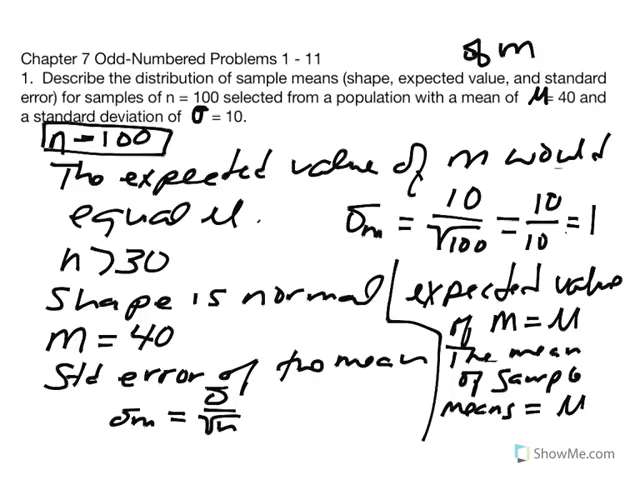 of m
Chapter 7 Odd-Numbered Problems 1 - 11
1. Describe the distribution of sample means (shape, expected value, and standard
error) for samples of n = 100 selected from a population with a mean of μ = 40 and
a standard deviation of σ = 10.
n = 100
The expected value of m would
equal μ.
σm = 10/√100 = 10/10 = 1
n > 30
Shape is normal
m = 40
Std error of the mean
σm = σ/√n
expected value
of m = μ
The mean
of sample
means = μ
ShowMe.com